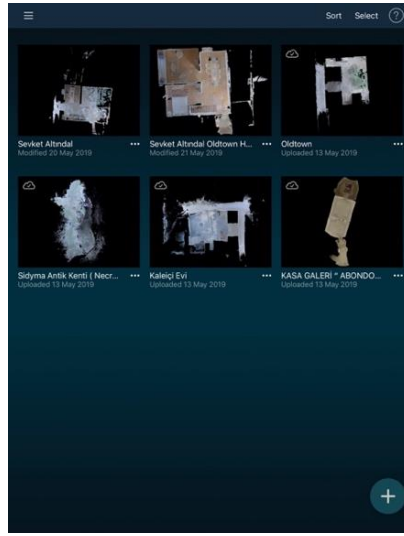 Sort Select ?
Sevket Altındal ...
Modified 20 May 2019
Sevket Altındal Oldtown H... ...
Modified 21 May 2019
Oldtown ...
Uploaded 13 May 2019
Sidyma Antik Kenti ( Necr... ...
Uploaded 13 May 2019
Kaleiçi Evi ...
Uploaded 13 May 2019
KASA GALERİ " ABONDO... ...
Uploaded 13 May 2019
+